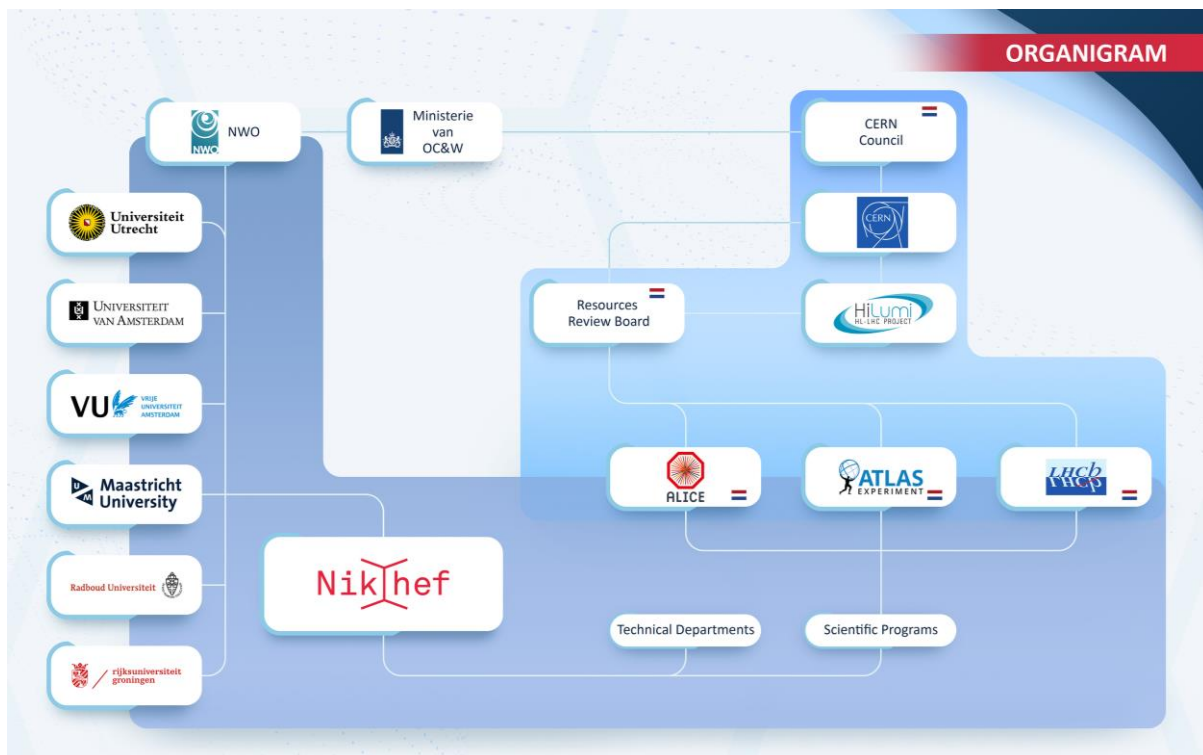 ORGANIGRAM
NWO
NWO
Ministerie
van
OC&W
CERN
Council
Universiteit
Utrecht
CERN
UNIVERSITEIT
VAN AMSTERDAM
Resources
Review Board
HiLumi
HL-LHC PROJECT
VU
VRIJE
UNIVERSITEIT
AMSTERDAM
UM
Maastricht
University
ALICE
ATLAS
EXPERIMENT
LHCb
LHCb
Nikhef
Radboud Universiteit
Technical Departments
Scientific Programs
rijksuniversiteit
groningen